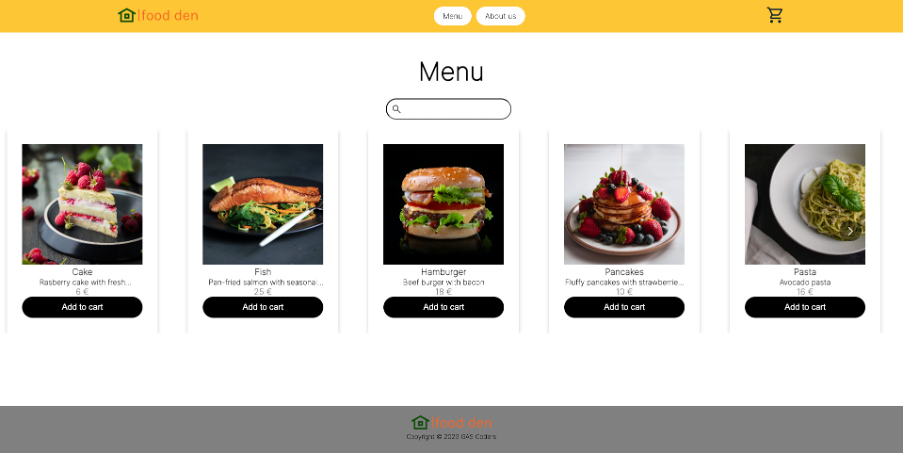 food den
Menu
About us
Menu
Cake
Rasberry cake with fresh...
6 €
Add to cart
Fish
Pan-fried salmon with seasonal...
25 €
Add to cart
Hamburger
Beef burger with bacon
18 €
Add to cart
Pancakes
Fluffy pancakes with strawberrie...
10 €
Add to cart
Pasta
Avocado pasta
16 €
Add to cart
food den
Copyright © 2023 GAS Coders